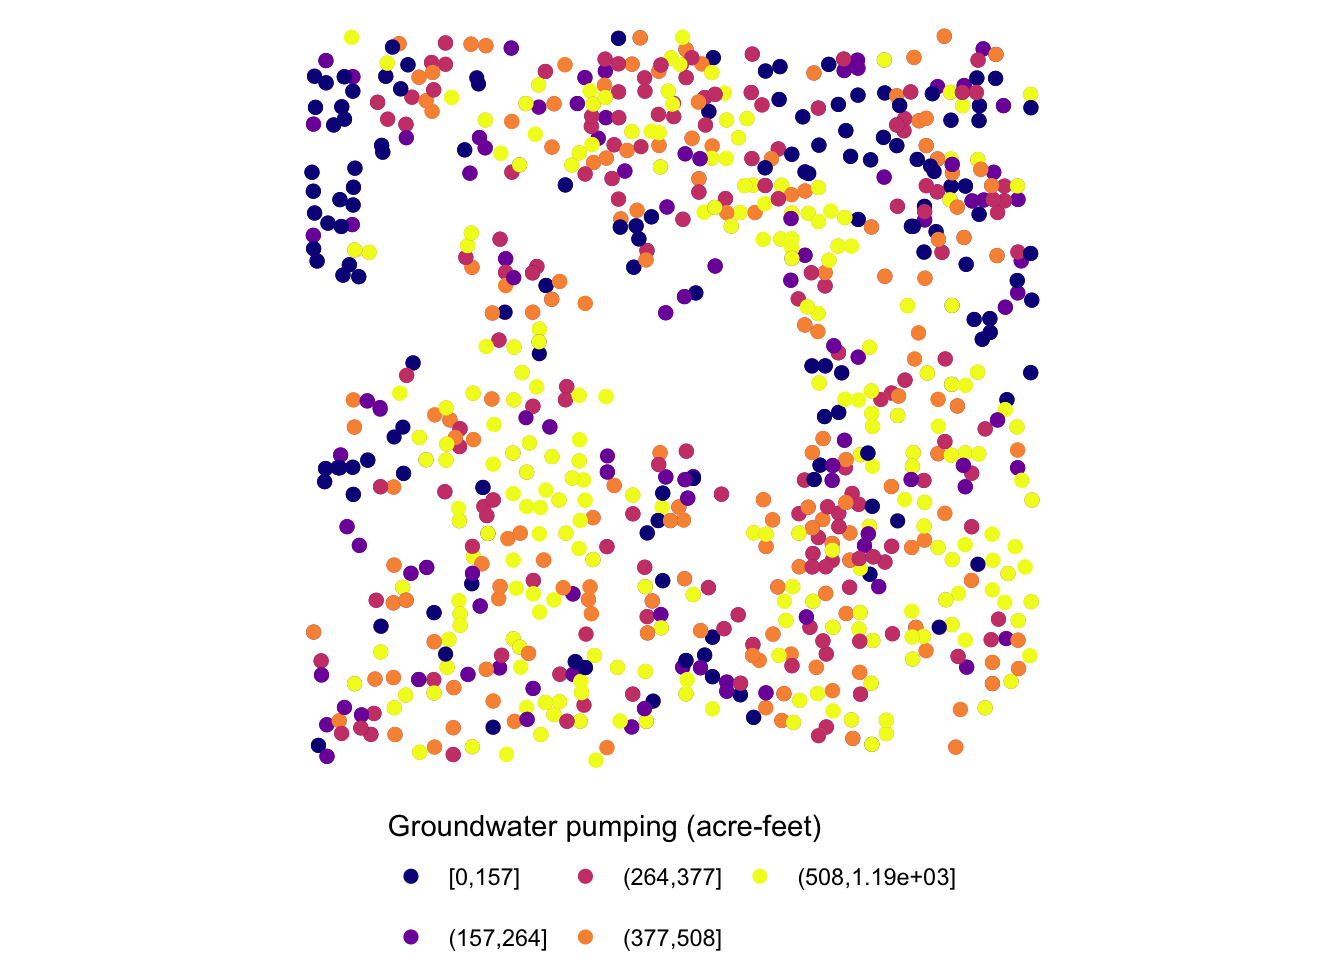 Groundwater pumping (acre-feet)
[0,157] (264,377] (508,1.19e+03]
(157,264] (377,508]